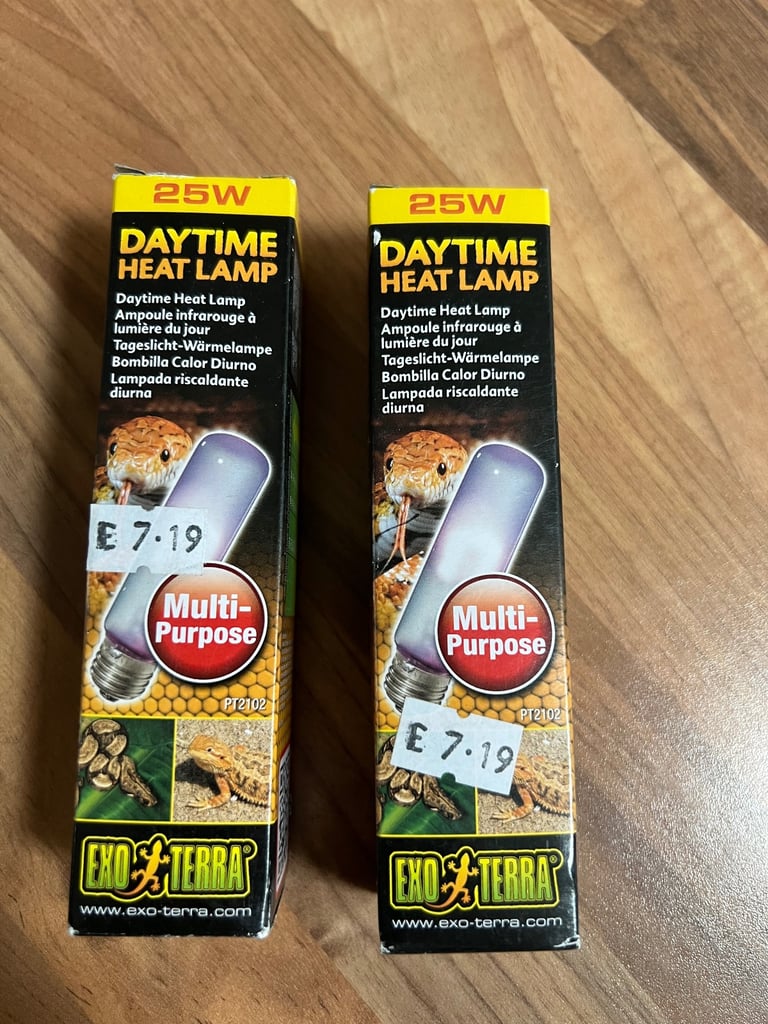 25W
DAYTIME
HEAT LAMP
Daytime Heat Lamp
Ampoule infrarouge à
lumière du jour
Tageslicht-Wärmelampe
Bombilla Calor Diurno
Lampada riscaldante
diurna
£ 7.19
Multi-
Purpose
PT2102
EXO TERRA®
www.exo-terra.com
25W
DAYTIME
HEAT LAMP
Daytime Heat Lamp
Ampoule infrarouge à
lumière du jour
Tageslicht-Wärmelampe
Bombilla Calor Diurno
Lampada riscaldante
diurna
Multi-
Purpose
PT2102
£ 7.19
EXO TERRA®
www.exo-terra.com